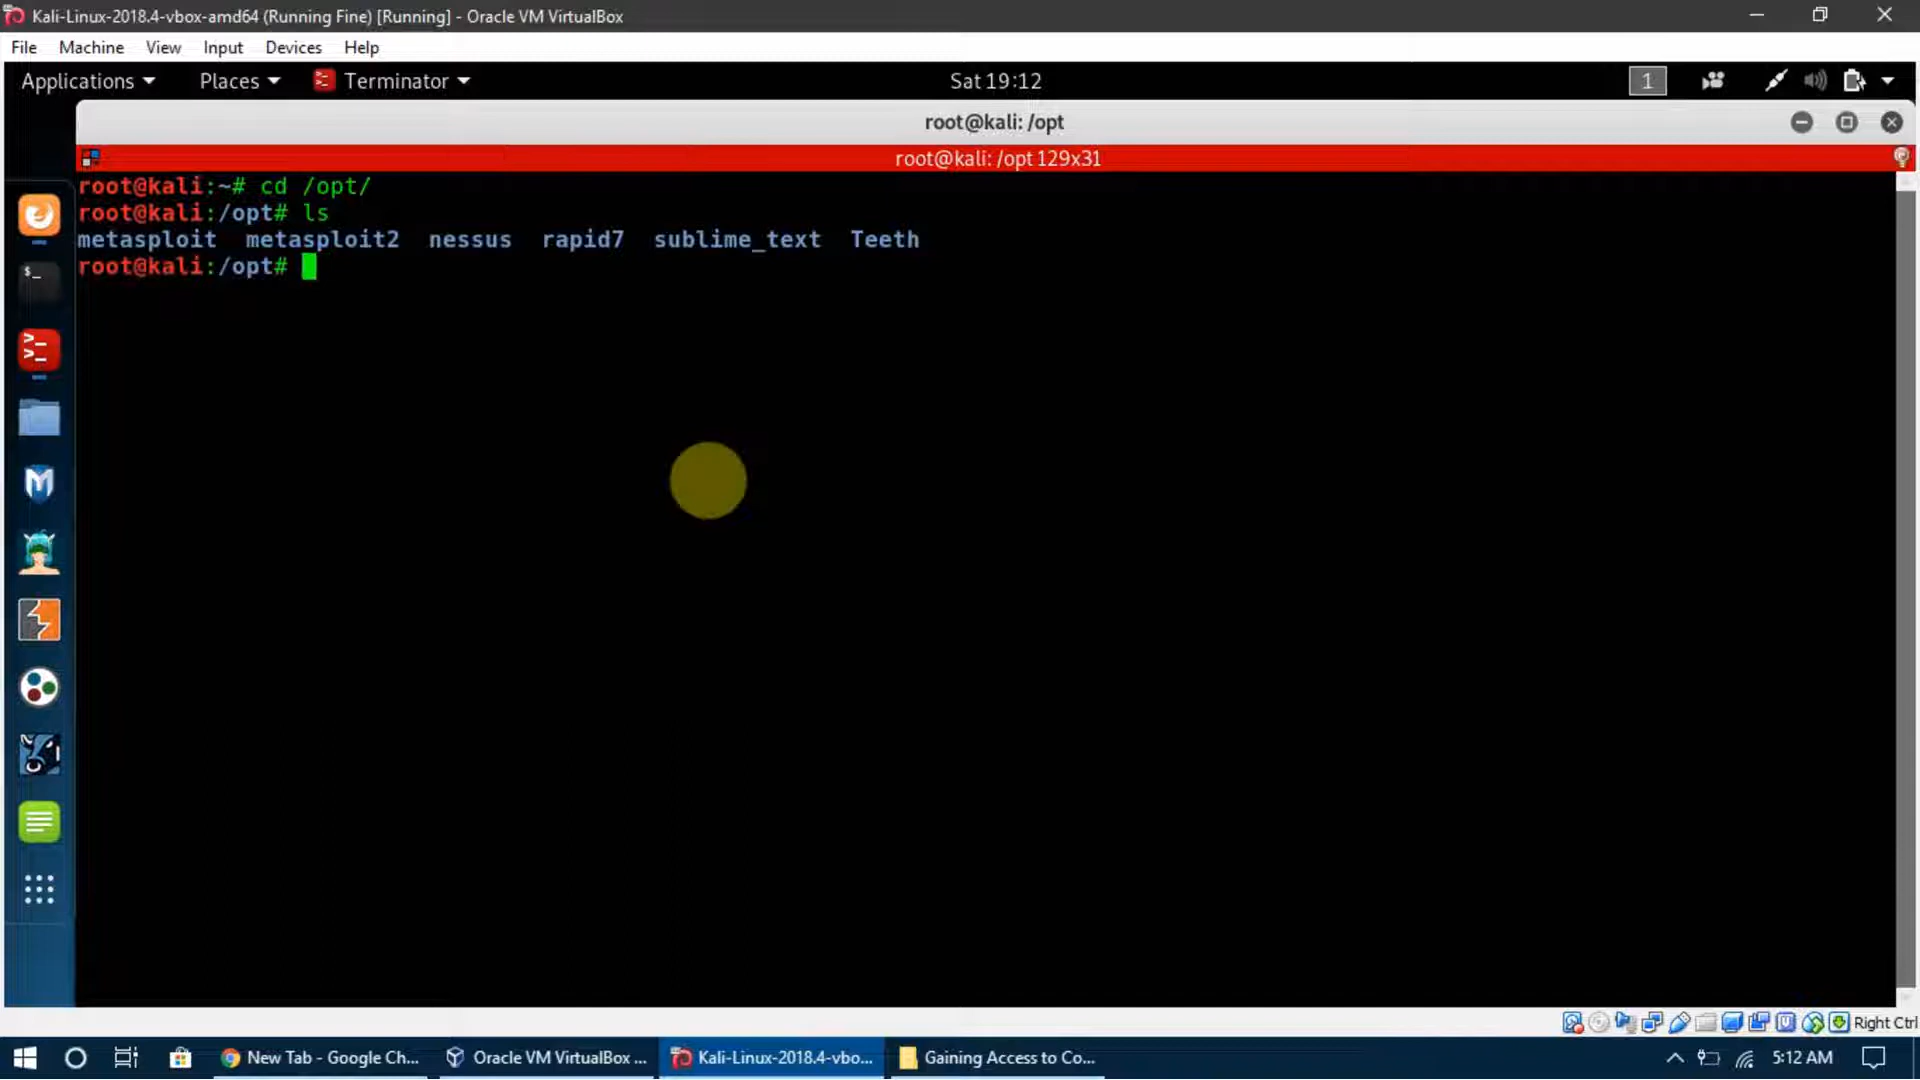 Kali-Linux-2018.4-vbox-amd64 (Running Fine) [Running] - Oracle VM VirtualBox
File Machine View Input Devices Help
Applications Places Terminator Sat 19:12 1
root@kali: /opt
root@kali: /opt 129x31
root@kali:~# cd /opt/
root@kali:/opt# ls
metasploit metasploit2 nessus rapid7 sublime_text Teeth
root@kali:/opt#
Right Ctrl
New Tab - Google Ch... Oracle VM VirtualBox ... Kali-Linux-2018.4-vbo... Gaining Access to Co... 5:12 AM